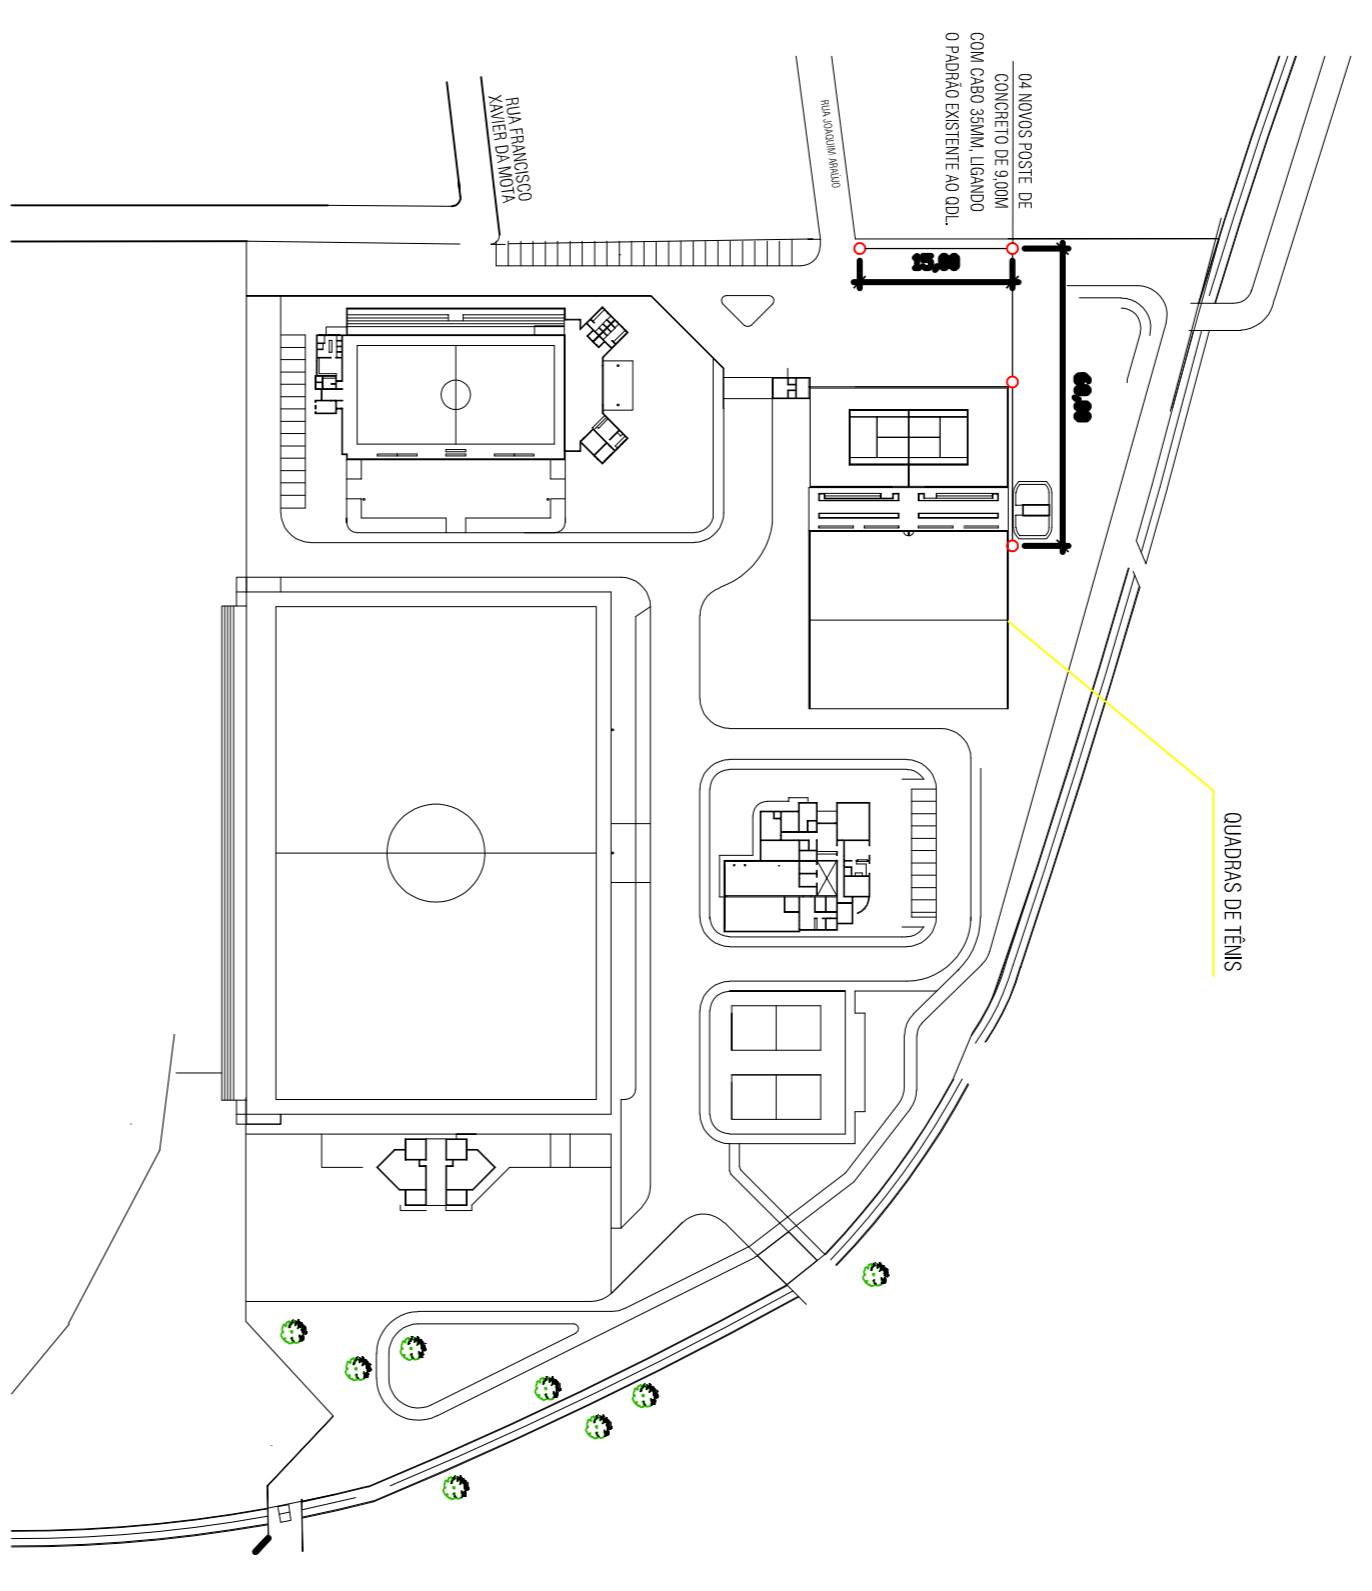 04 NOVOS POSTE DE
CONCRETO DE 9,00M
COM CABO 35MM, LIGANDO
O PADRÃO EXISTENTE AO QDL.
RUA JOAQUIM ARAÚJO
RUA FRANCISCO
XAVIER DA MOTA
15,00
60,00
QUADRAS DE TÊNIS